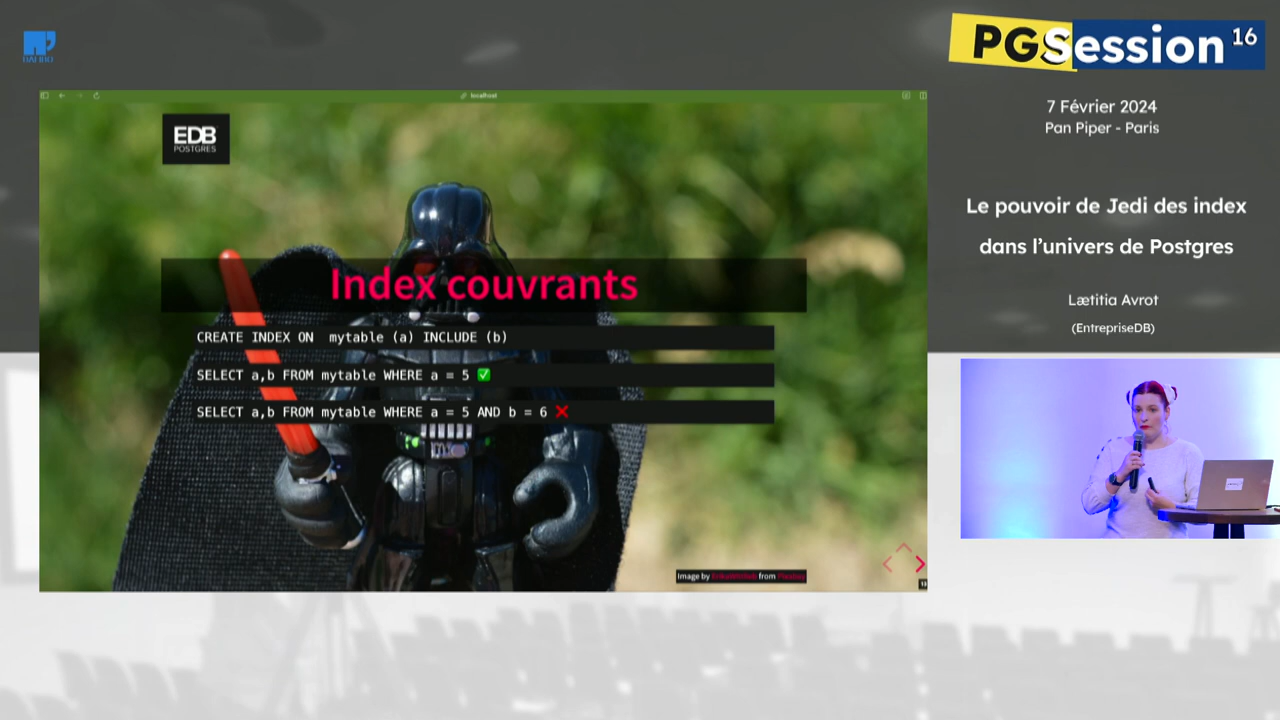 DALIBO
PGSession 16
7 Février 2024
Pan Piper - Paris
Le pouvoir de Jedi des index
dans l’univers de Postgres
Lætitia Avrot
(EntrepriseDB)
localhost
EDB
POSTGRES
Index couvrants
CREATE INDEX ON mytable (a) INCLUDE (b)
SELECT a,b FROM mytable WHERE a = 5 ✅
SELECT a,b FROM mytable WHERE a = 5 AND b = 6 ❌
Image by from Pixabay